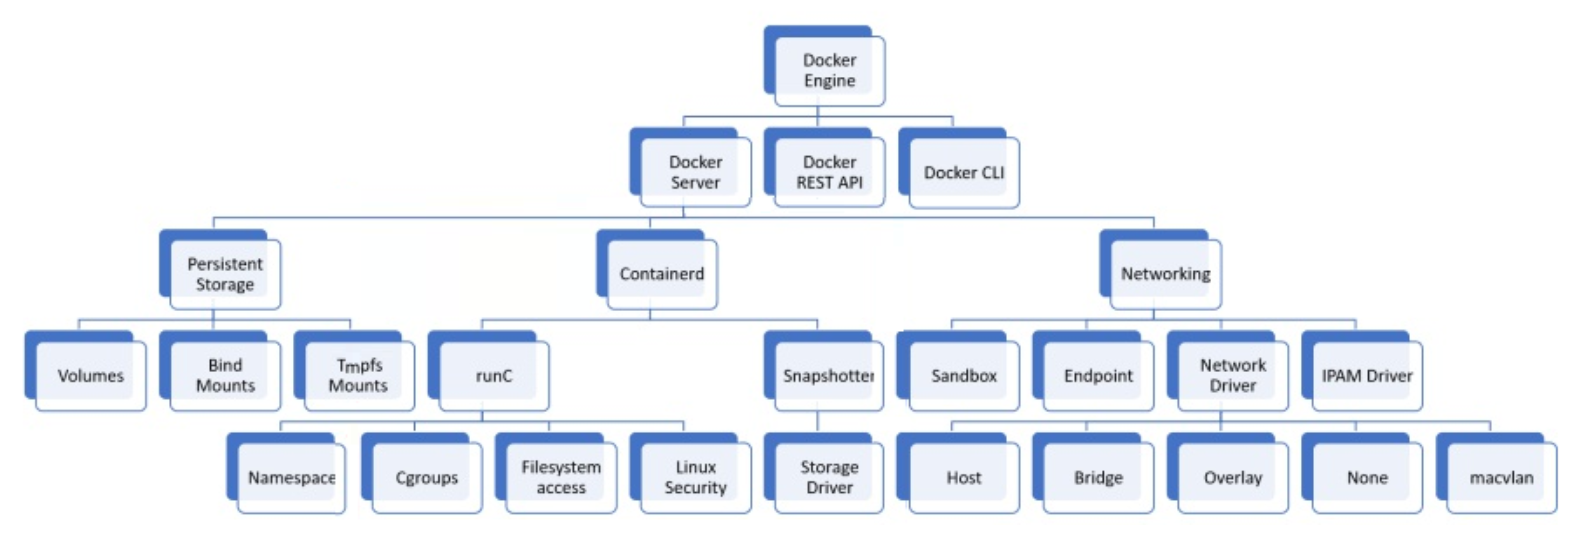 Docker
Engine
Docker
Server
Docker
REST API
Docker CLI
Persistent
Storage
Containerd
Networking
Volumes
Bind
Mounts
Tmpfs
Mounts
runC
Snapshotter
Sandbox
Endpoint
Network
Driver
IPAM Driver
Namespace
Cgroups
Filesystem
access
Linux
Security
Storage
Driver
Host
Bridge
Overlay
None
macvlan